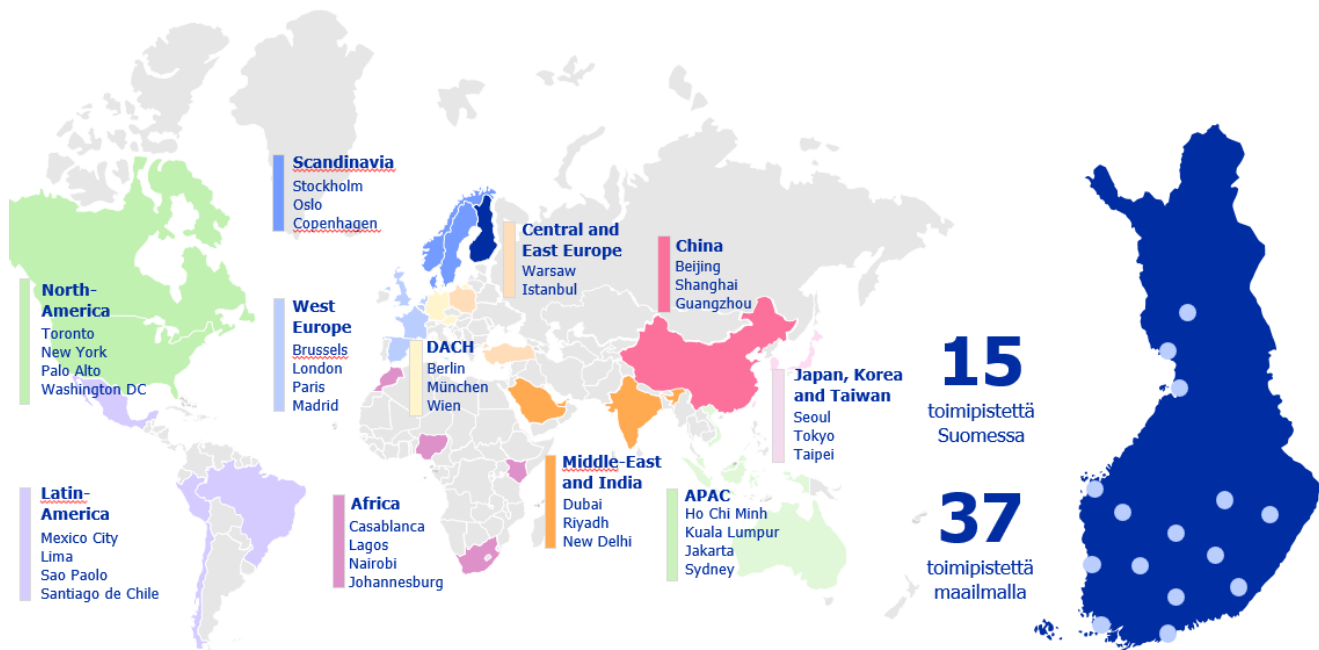 Scandinavia
Stockholm
Oslo
Copenhagen
Central and
East Europe
Warsaw
Istanbul
China
Beijing
Shanghai
Guangzhou
North-
America
Toronto
New York
Palo Alto
Washington DC
West
Europe
Brussels
London
Paris
Madrid
DACH
Berlin
München
Wien
Japan, Korea
and Taiwan
Seoul
Tokyo
Taipei
Latin-
America
Mexico City
Lima
Sao Paolo
Santiago de Chile
Africa
Casablanca
Lagos
Nairobi
Johannesburg
Middle-East
and India
Dubai
Riyadh
New Delhi
APAC
Ho Chi Minh
Kuala Lumpur
Jakarta
Sydney
15
toimipistettä
Suomessa
37
toimipistettä
maailmalla